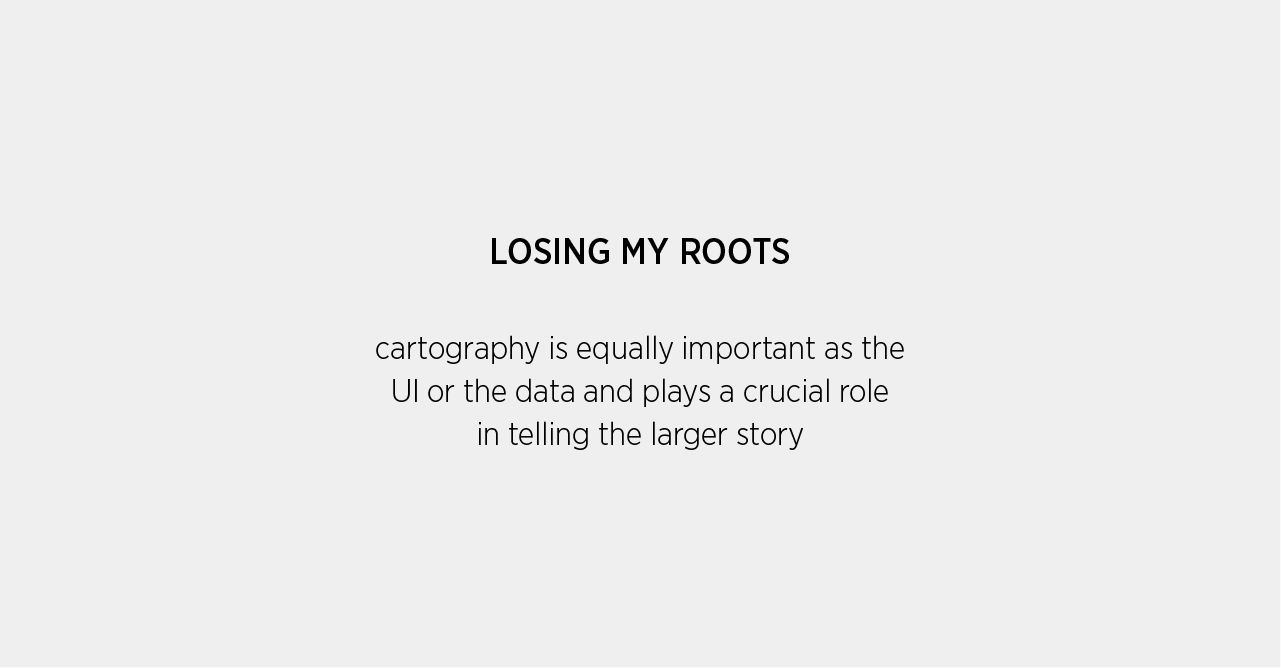 LOSING MY ROOTS
cartography is equally important as the
UI or the data and plays a crucial role
in telling the larger story